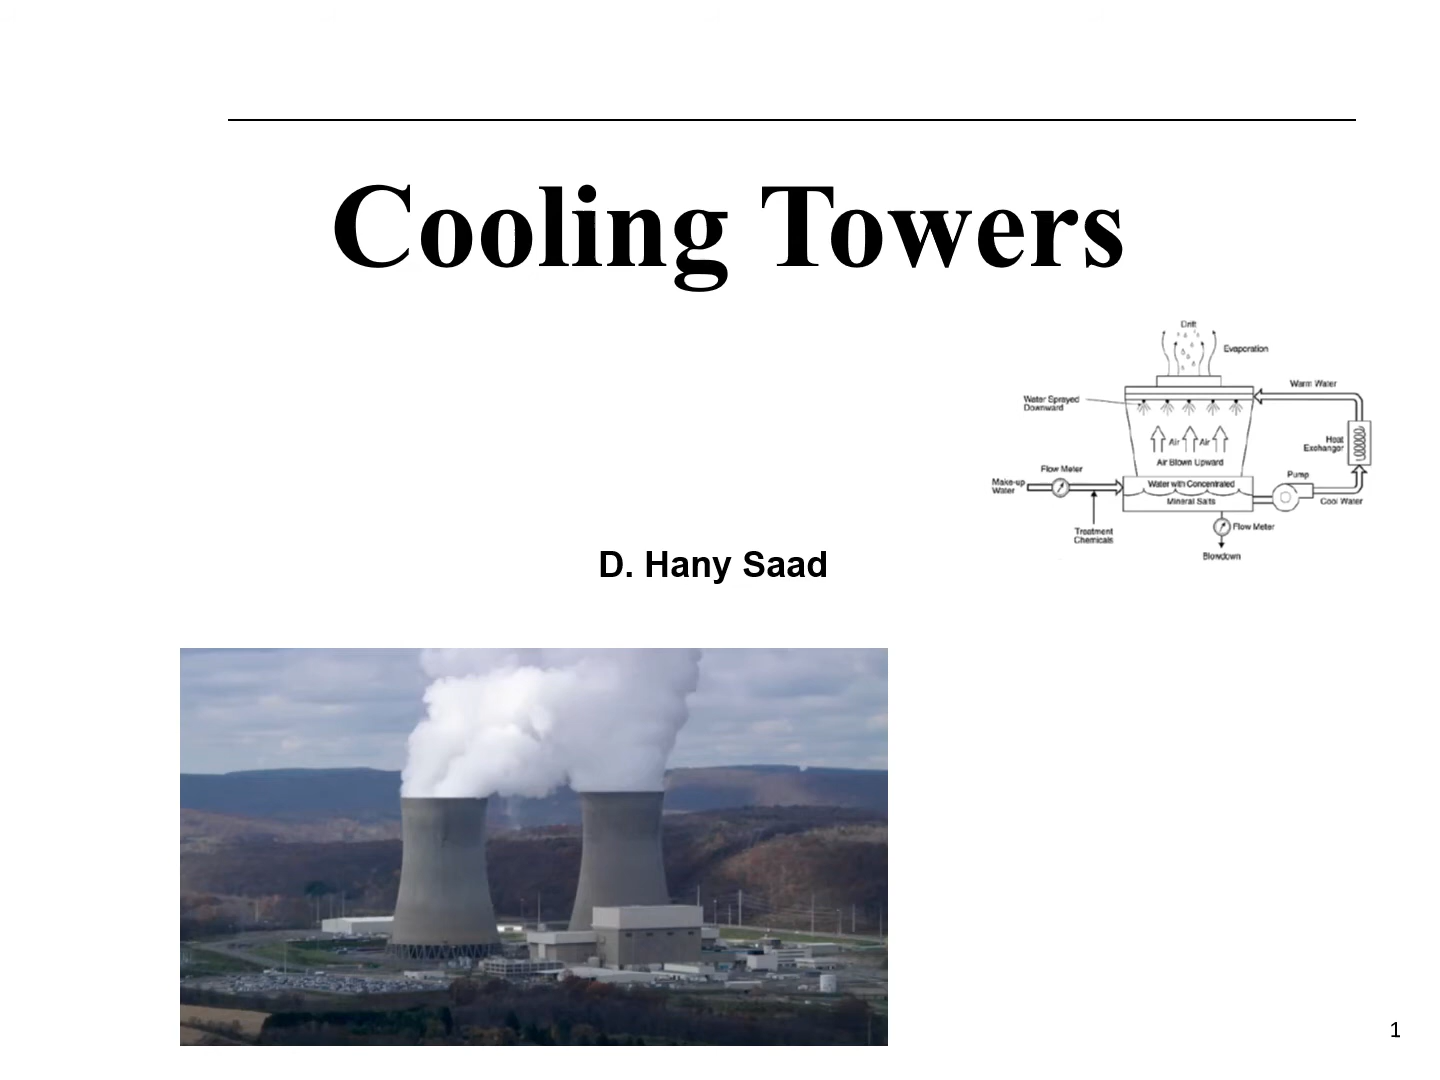 Cooling Towers
Drift
Evaporation
Warm Water
Water Sprayed
Downward
Heat
Exchanger
Air Air
Air Blown Upward
Flow Meter
Pump
Make-up
Water
Water with Concentrated
Mineral Salts
Cool Water
Flow Meter
Treatment
Chemicals
Blowdown
D. Hany Saad
1